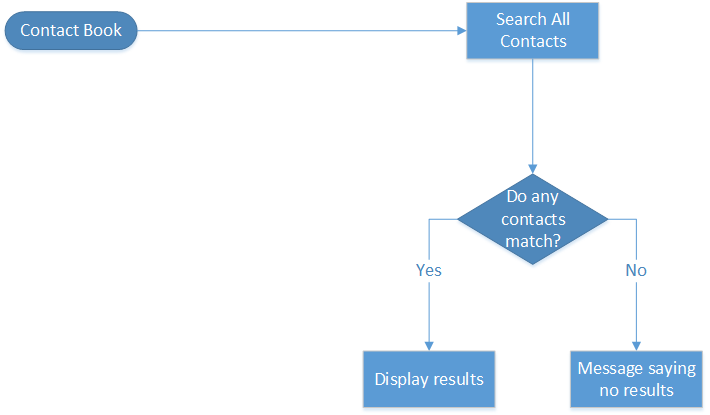 Contact Book
Search All
Contacts
Do any
contacts
match?
Yes
No
Display results
Message saying
no results